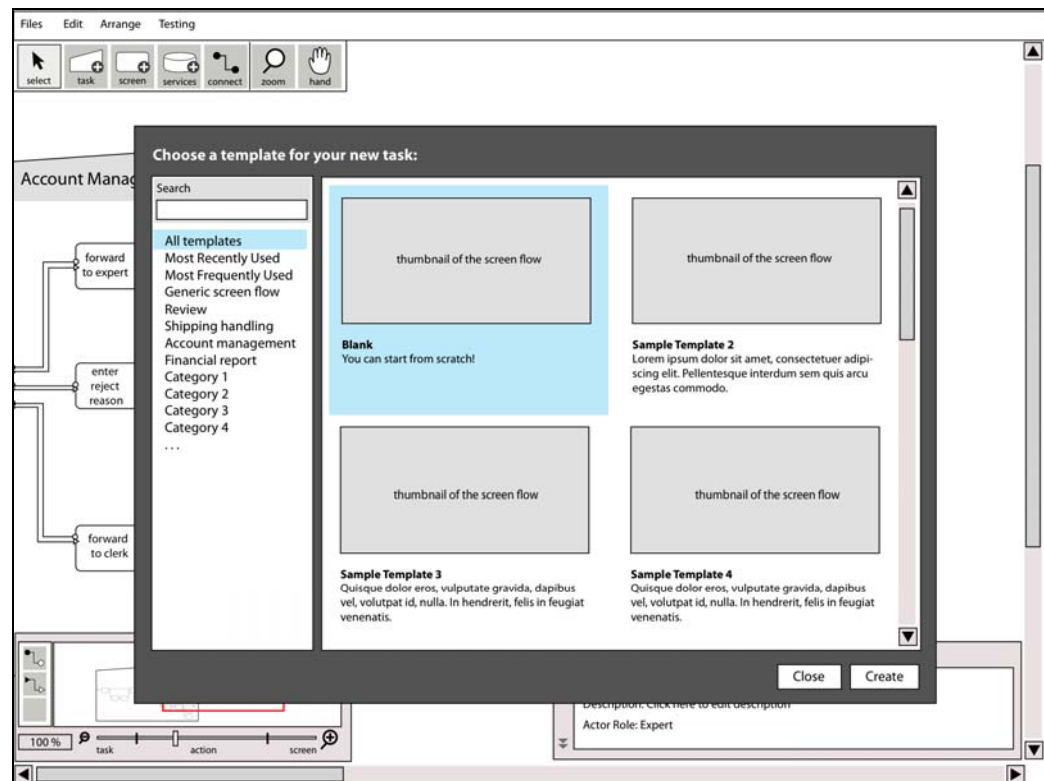 Files Edit Arrange Testing
select task screen services connect zoom hand
Choose a template for your new task:
Account Manag
Search
All templates
Most Recently Used
Most Frequently Used
Generic screen flow
Review
Shipping handling
Account management
Financial report
Category 1
Category 2
Category 3
Category 4
...
forward
to expert
enter
reject
reason
forward
to clerk
thumbnail of the screen flow
Blank
You can start from scratch!
thumbnail of the screen flow
Sample Template 2
Lorem ipsum dolor sit amet, consectetuer adipi-
scing elit. Pellentesque interdum sem quis arcu
egestas commodo.
thumbnail of the screen flow
Sample Template 3
Quisque dolor eros, vulputate gravida, dapibus
vel, volutpat id, nulla. In hendrerit, felis in feugiat
venenatis.
thumbnail of the screen flow
Sample Template 4
Quisque dolor eros, vulputate gravida, dapibus
vel, volutpat id, nulla. In hendrerit, felis in feugiat
venenatis.
Close Create
Description: Click here to edit description
Actor Role: Expert
100 %
task action screen